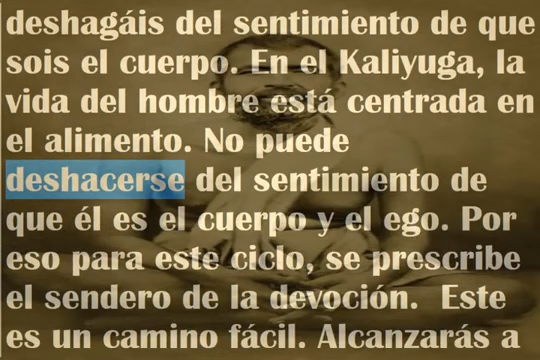 deshagáis del sentimiento de que
sois el cuerpo. En el Kaliyuga, la
vida del hombre está centrada en
el alimento. No puede
deshacerse del sentimiento de
que él es el cuerpo y el ego. Por
eso para este ciclo, se prescribe
el sendero de la devoción.  Este
es un camino fácil. Alcanzarás a